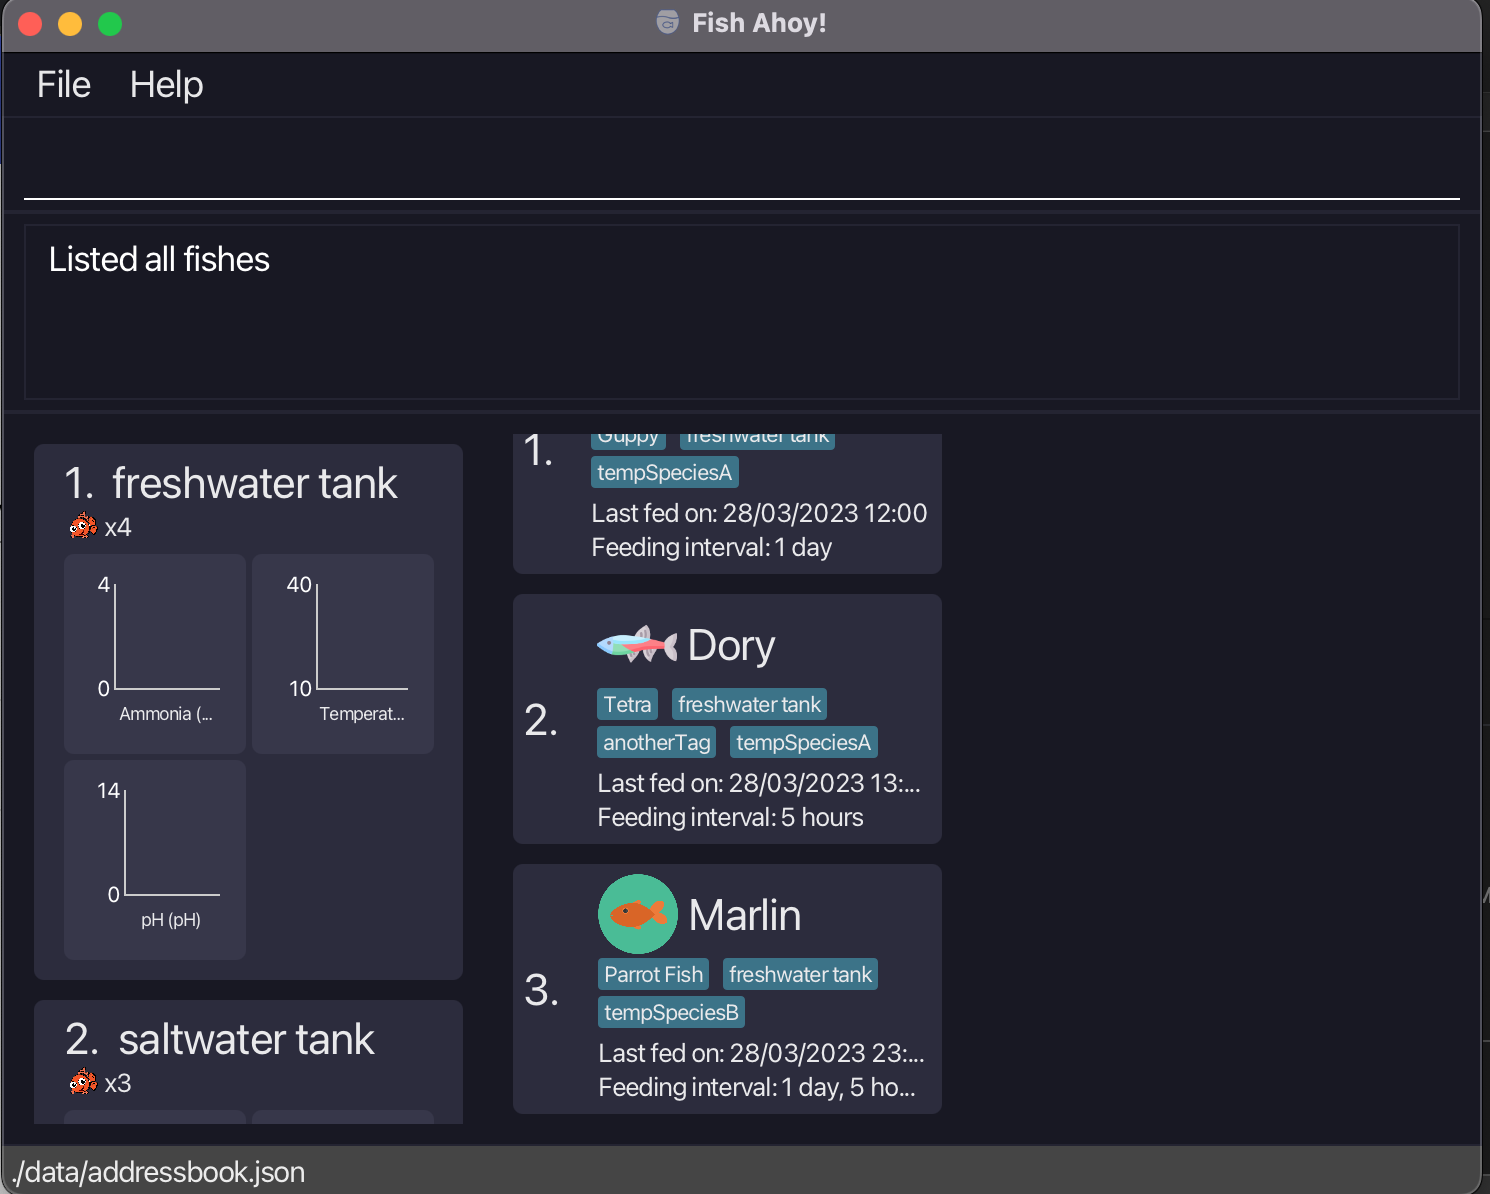 Fish Ahoy!
File Help
Listed all fishes
1. freshwater tank
x4
4
0
Ammonia (...
40
10
Temperat...
14
0
pH (pH)
2. saltwater tank
x3
1.
Guppy freshwater tank
tempSpeciesA
Last fed on: 28/03/2023 12:00
Feeding interval: 1 day
2.
Dory
Tetra freshwater tank
anotherTag tempSpeciesA
Last fed on: 28/03/2023 13:...
Feeding interval: 5 hours
3.
Marlin
Parrot Fish freshwater tank
tempSpeciesB
Last fed on: 28/03/2023 23:...
Feeding interval: 1 day, 5 ho...
./data/addressbook.json